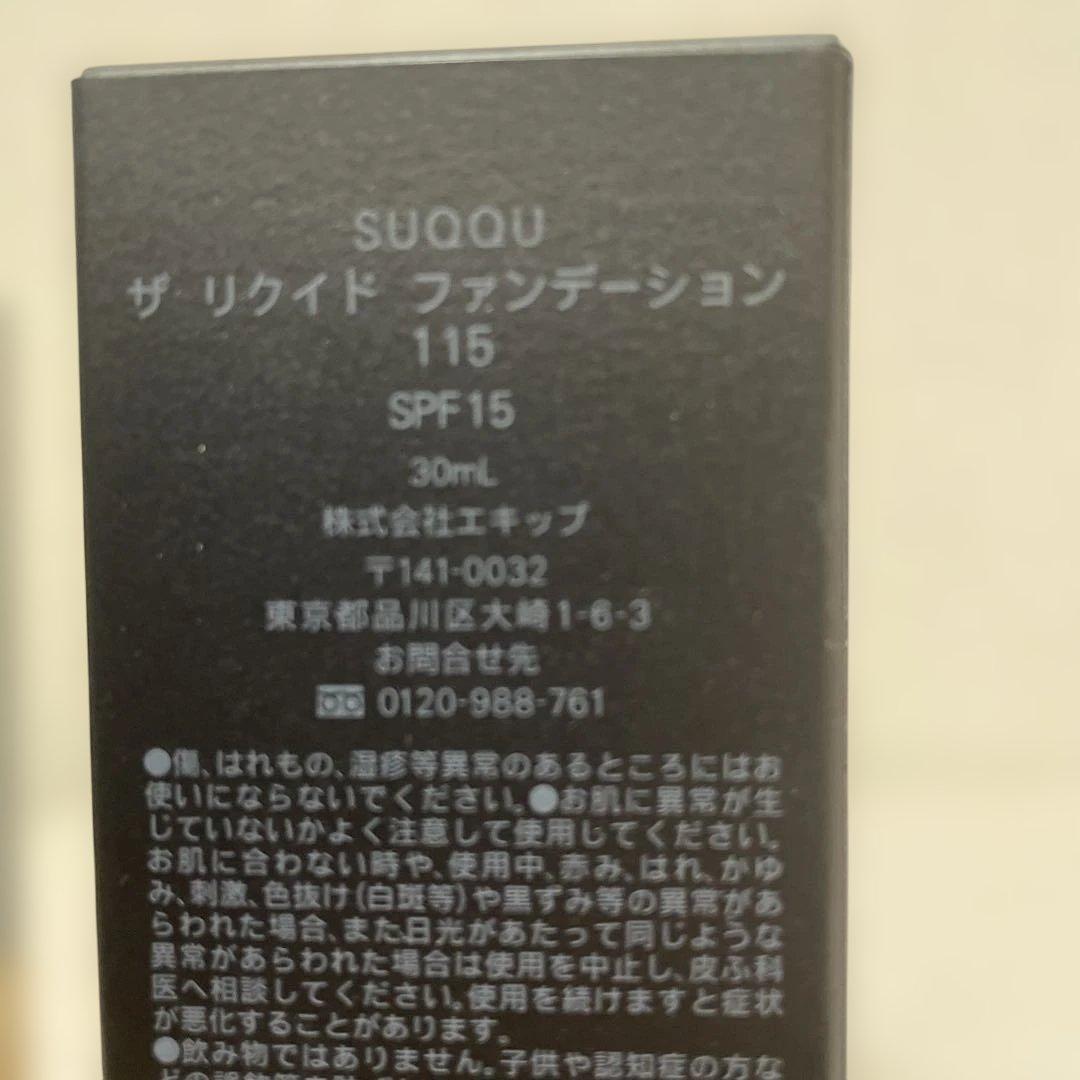 SUQQU
ザ リクイド ファンデーション
115
SPF15
30mL
株式会社エキップ
〒141-0032
東京都品川区大崎1-6-3
お問合せ先
0120-988-761
●傷、はれもの、湿疹等異常のあるところにはお
使いにならないでください。●お肌に異常が生
じていないかよく注意して使用してください。
お肌に合わない時や、使用中、赤み、はれ、かゆ
み、刺激、色抜け(白斑等)や黒ずみ等の異常があ
らわれた場合、また日光があたって同じような
異常があらわれた場合は使用を中止し、皮ふ科
医へ相談してください。使用を続けますと症状
が悪化することがあります。
●飲み物ではありません。子供や認知症の方な